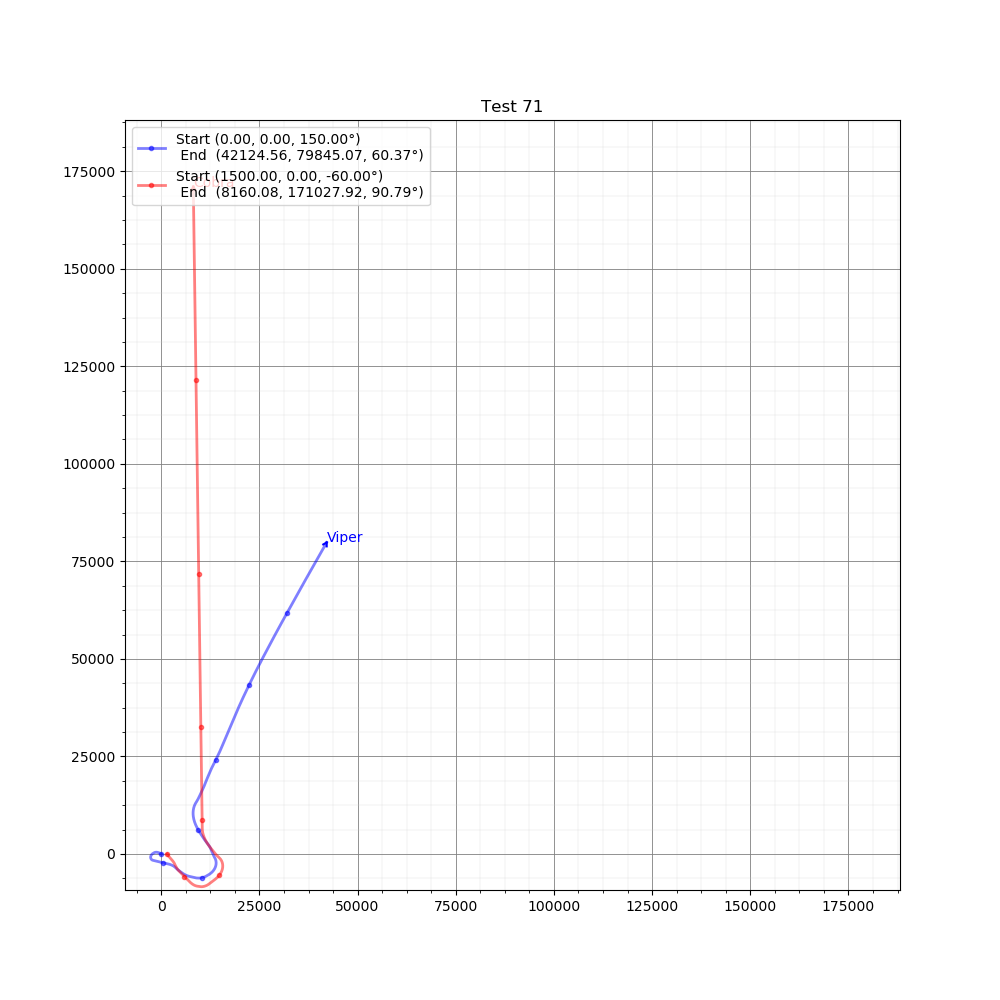 Test 71
Start (0.00, 0.00, 150.00°)
End (42124.56, 79845.07, 60.37°)
Start (1500.00, 0.00, -60.00°)
End (8160.08, 171027.92, 90.79°)
175000
150000
125000
100000
75000
50000
25000
0
Viper
0
25000
50000
75000
100000
125000
150000
175000